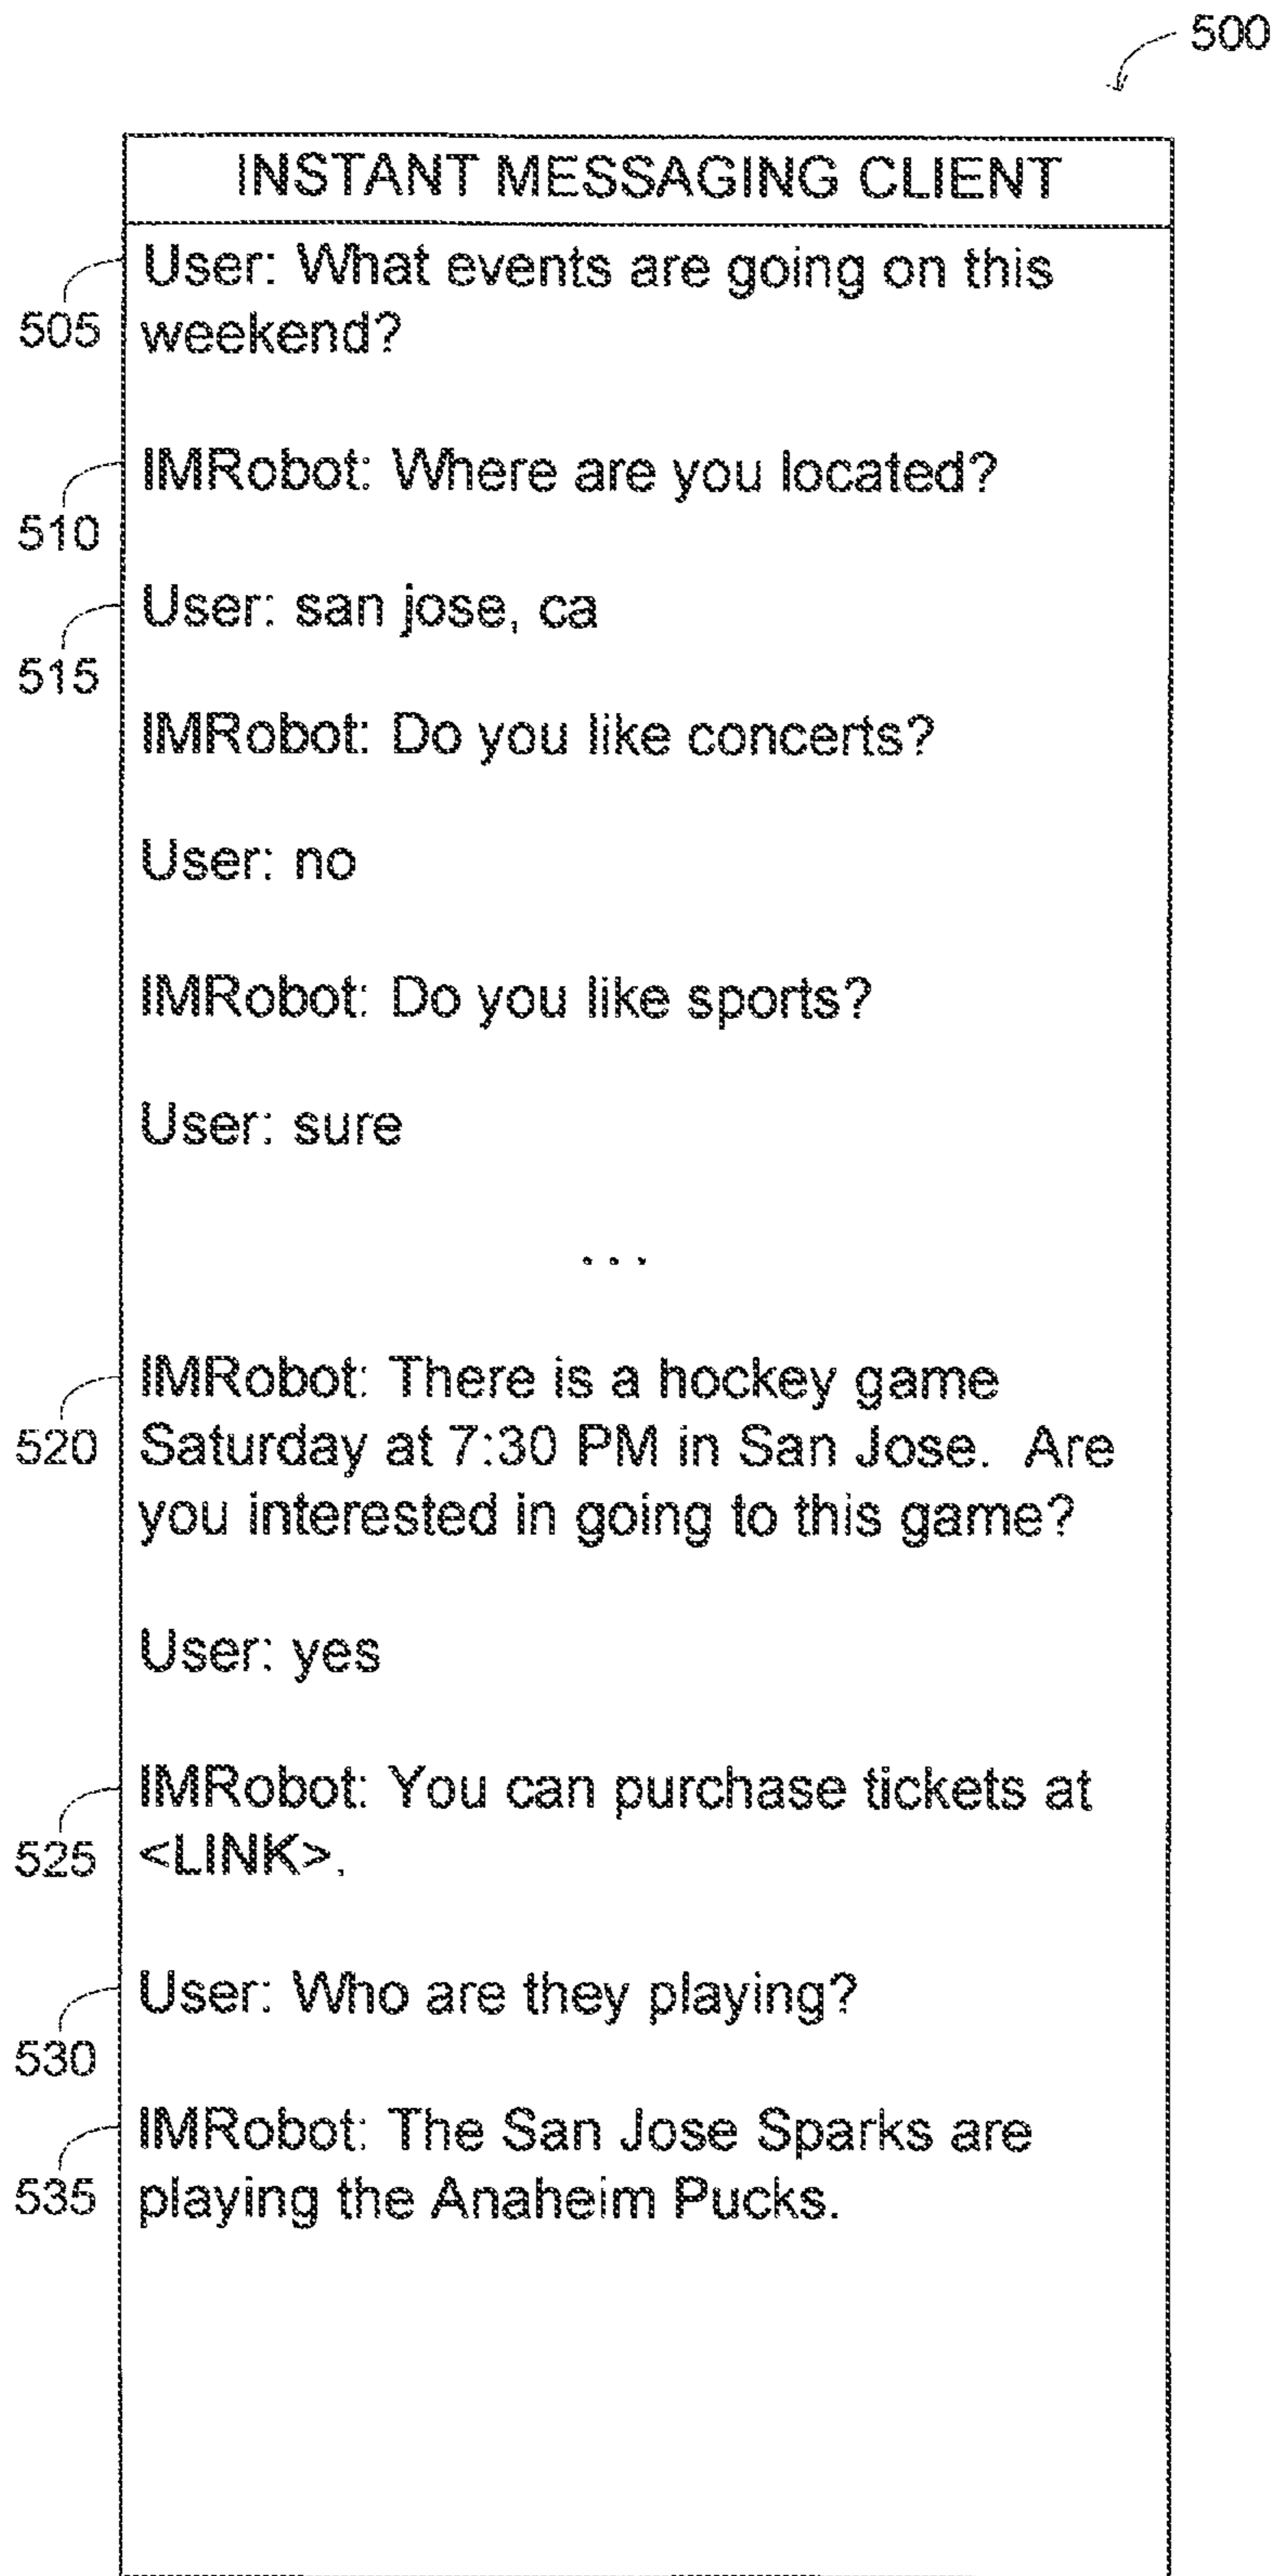 500
INSTANT MESSAGING CLIENT
505
User: What events are going on this
weekend?
510
IMRobot: Where are you located?
515
User: san jose, ca
IMRobot: Do you like concerts?
User: no
IMRobot: Do you like sports?
User: sure
...
520
IMRobot: There is a hockey game
Saturday at 7:30 PM in San Jose. Are
you interested in going to this game?
User: yes
525
IMRobot: You can purchase tickets at
<LINK>.
530
User: Who are they playing?
535
IMRobot: The San Jose Sparks are
playing the Anaheim Pucks.